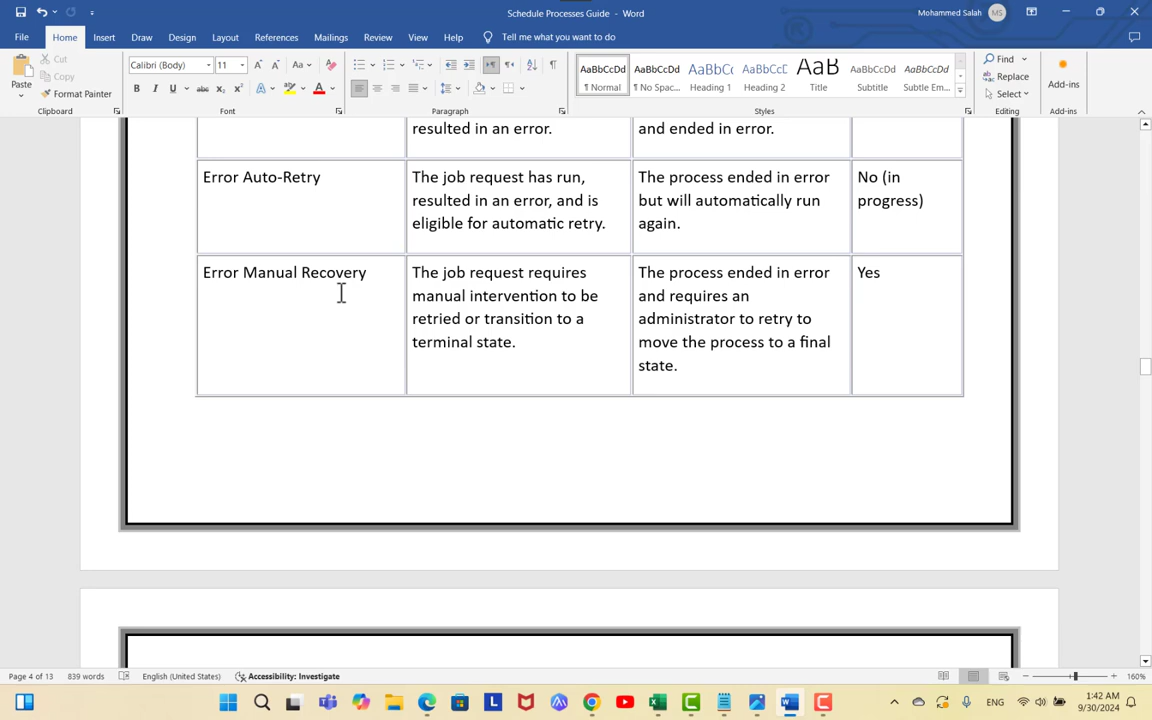 Schedule Processes Guide - Word
Mohammed Salah
MS
File Home Insert Draw Design Layout References Mailings Review View Help Tell me what you want to do
Paste
Cut
Copy
Format Painter
Clipboard
Calibri (Body) 11
Font
Paragraph
AaBbCcDd AaBbCcDd AaBbCc AaBbCcD AaB AaBbCcDd AaBbCcDd
¶ Normal ¶ No Spac... Heading 1 Heading 2 Title Subtitle Subtle Em...
Styles
Find
Replace
Select
Editing
Add-ins
Add-ins
resulted in an error.
and ended in error.
Error Auto-Retry
The job request has run,
resulted in an error, and is
eligible for automatic retry.
The process ended in error
but will automatically run
again.
No (in
progress)
Error Manual Recovery
The job request requires
manual intervention to be
retried or transition to a
terminal state.
The process ended in error
and requires an
administrator to retry to
move the process to a final
state.
Yes
Page 4 of 13 839 words English (United States) Accessibility: Investigate 160%
ENG
1:42 AM
9/30/2024